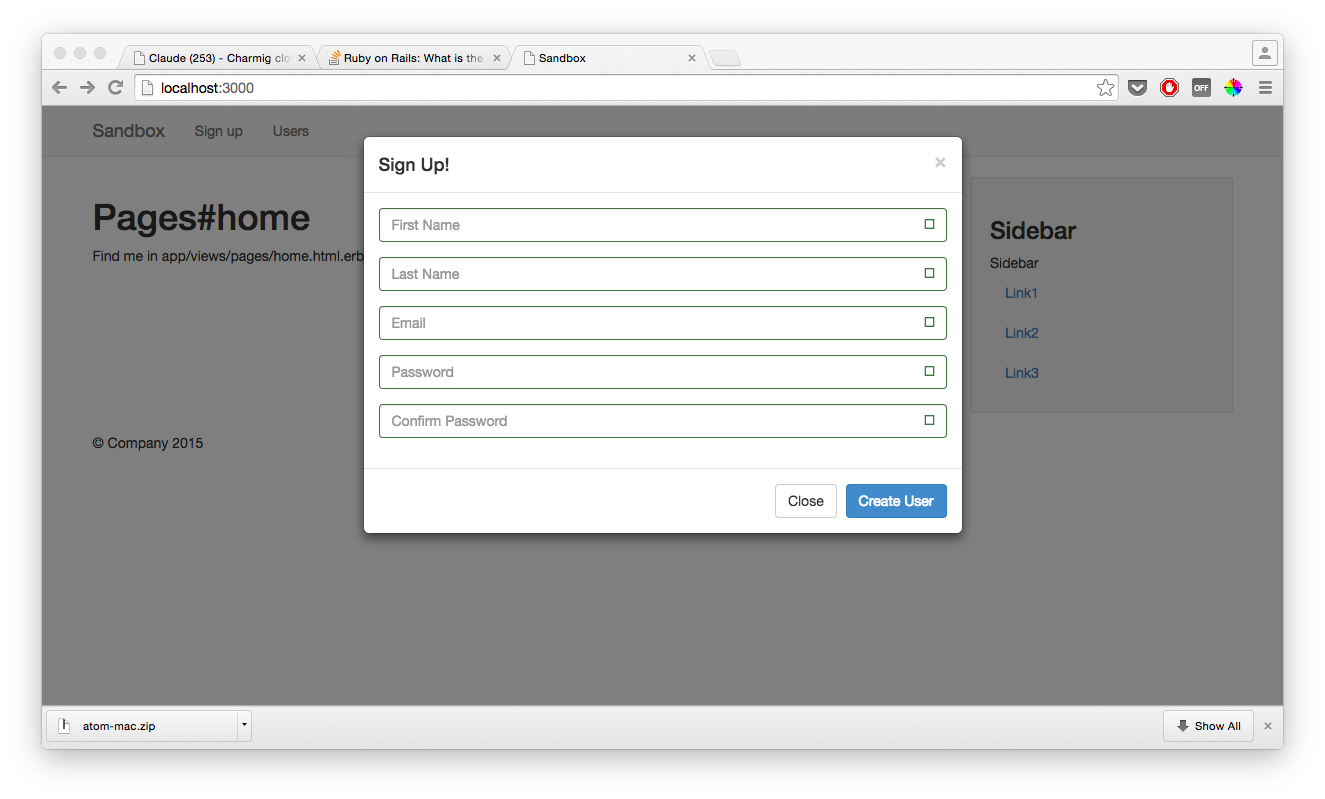 Claude (253) - Charmig clo
Ruby on Rails: What is the
Sandbox
localhost:3000
OFF
Sandbox Sign up Users
Sign Up!
×
First Name
Last Name
Email
Password
Confirm Password
Close Create User
Pages#home
Find me in app/views/pages/home.html.erb
© Company 2015
Sidebar
Sidebar
Link1
Link2
Link3
atom-mac.zip
Show All